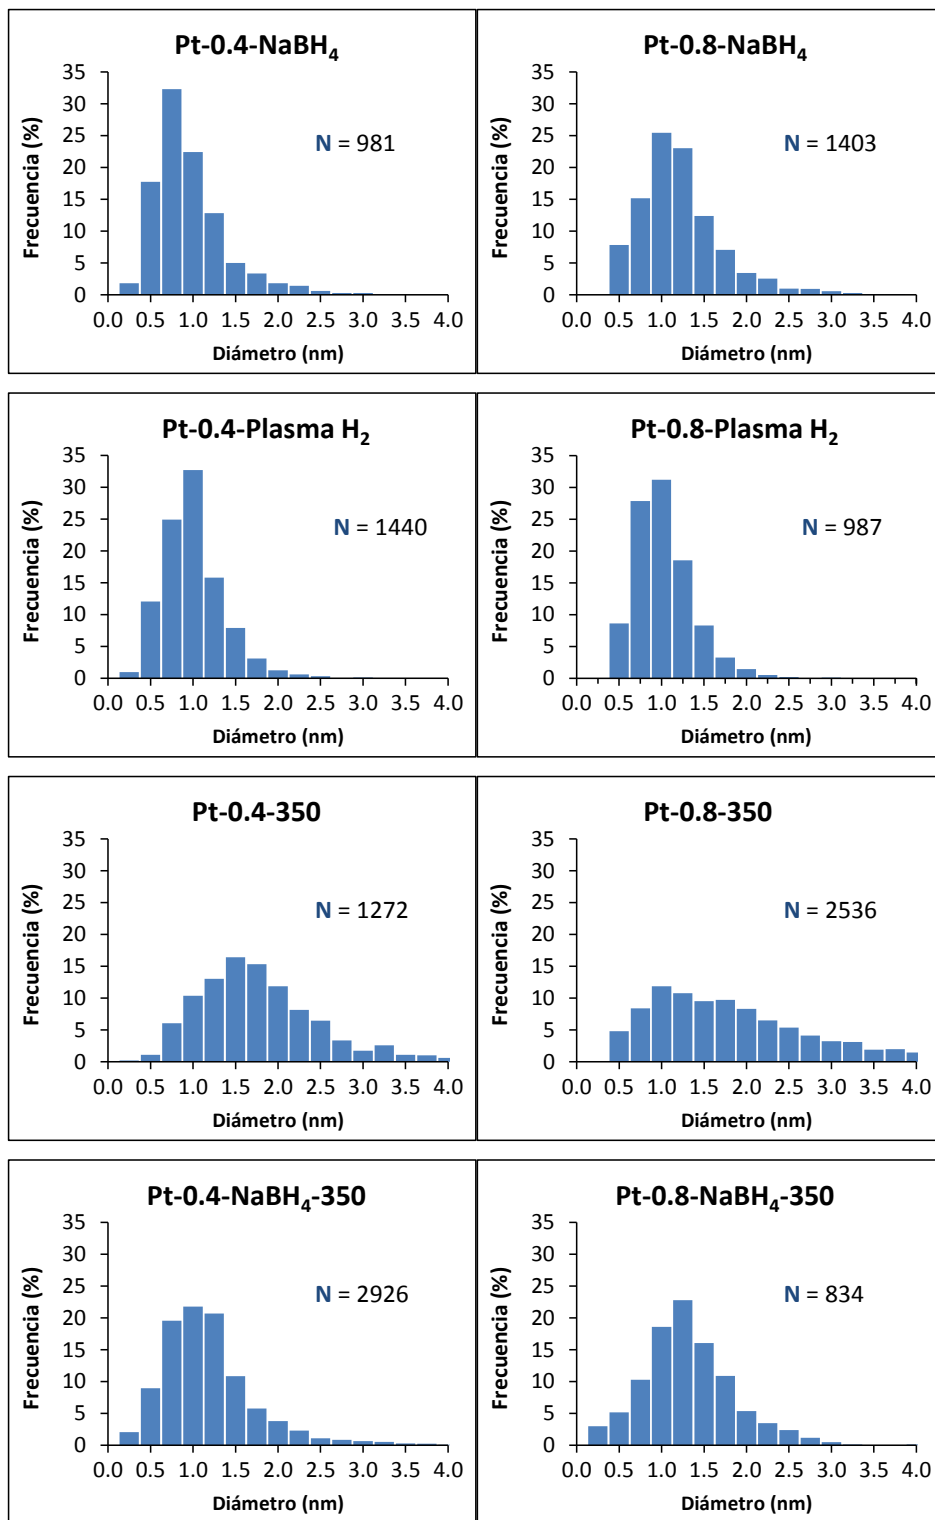 Pt-0.4-NaBH₄
Frecuencia (%)
35
30
25
20
15
10
5
0
N = 981
0.0 0.5 1.0 1.5 2.0 2.5 3.0 3.5 4.0
Diámetro (nm)
Pt-0.8-NaBH₄
Frecuencia (%)
35
30
25
20
15
10
5
0
N = 1403
0.0 0.5 1.0 1.5 2.0 2.5 3.0 3.5 4.0
Diámetro (nm)
Pt-0.4-Plasma H₂
Frecuencia (%)
35
30
25
20
15
10
5
0
N = 1440
0.0 0.5 1.0 1.5 2.0 2.5 3.0 3.5 4.0
Diámetro (nm)
Pt-0.8-Plasma H₂
Frecuencia (%)
35
30
25
20
15
10
5
0
N = 987
0.0 0.5 1.0 1.5 2.0 2.5 3.0 3.5 4.0
Diámetro (nm)
Pt-0.4-350
Frecuencia (%)
35
30
25
20
15
10
5
0
N = 1272
0.0 0.5 1.0 1.5 2.0 2.5 3.0 3.5 4.0
Diámetro (nm)
Pt-0.8-350
Frecuencia (%)
35
30
25
20
15
10
5
0
N = 2536
0.0 0.5 1.0 1.5 2.0 2.5 3.0 3.5 4.0
Diámetro (nm)
Pt-0.4-NaBH₄-350
Frecuencia (%)
35
30
25
20
15
10
5
0
N = 2926
0.0 0.5 1.0 1.5 2.0 2.5 3.0 3.5 4.0
Diámetro (nm)
Pt-0.8-NaBH₄-350
Frecuencia (%)
35
30
25
20
15
10
5
0
N = 834
0.0 0.5 1.0 1.5 2.0 2.5 3.0 3.5 4.0
Diámetro (nm)